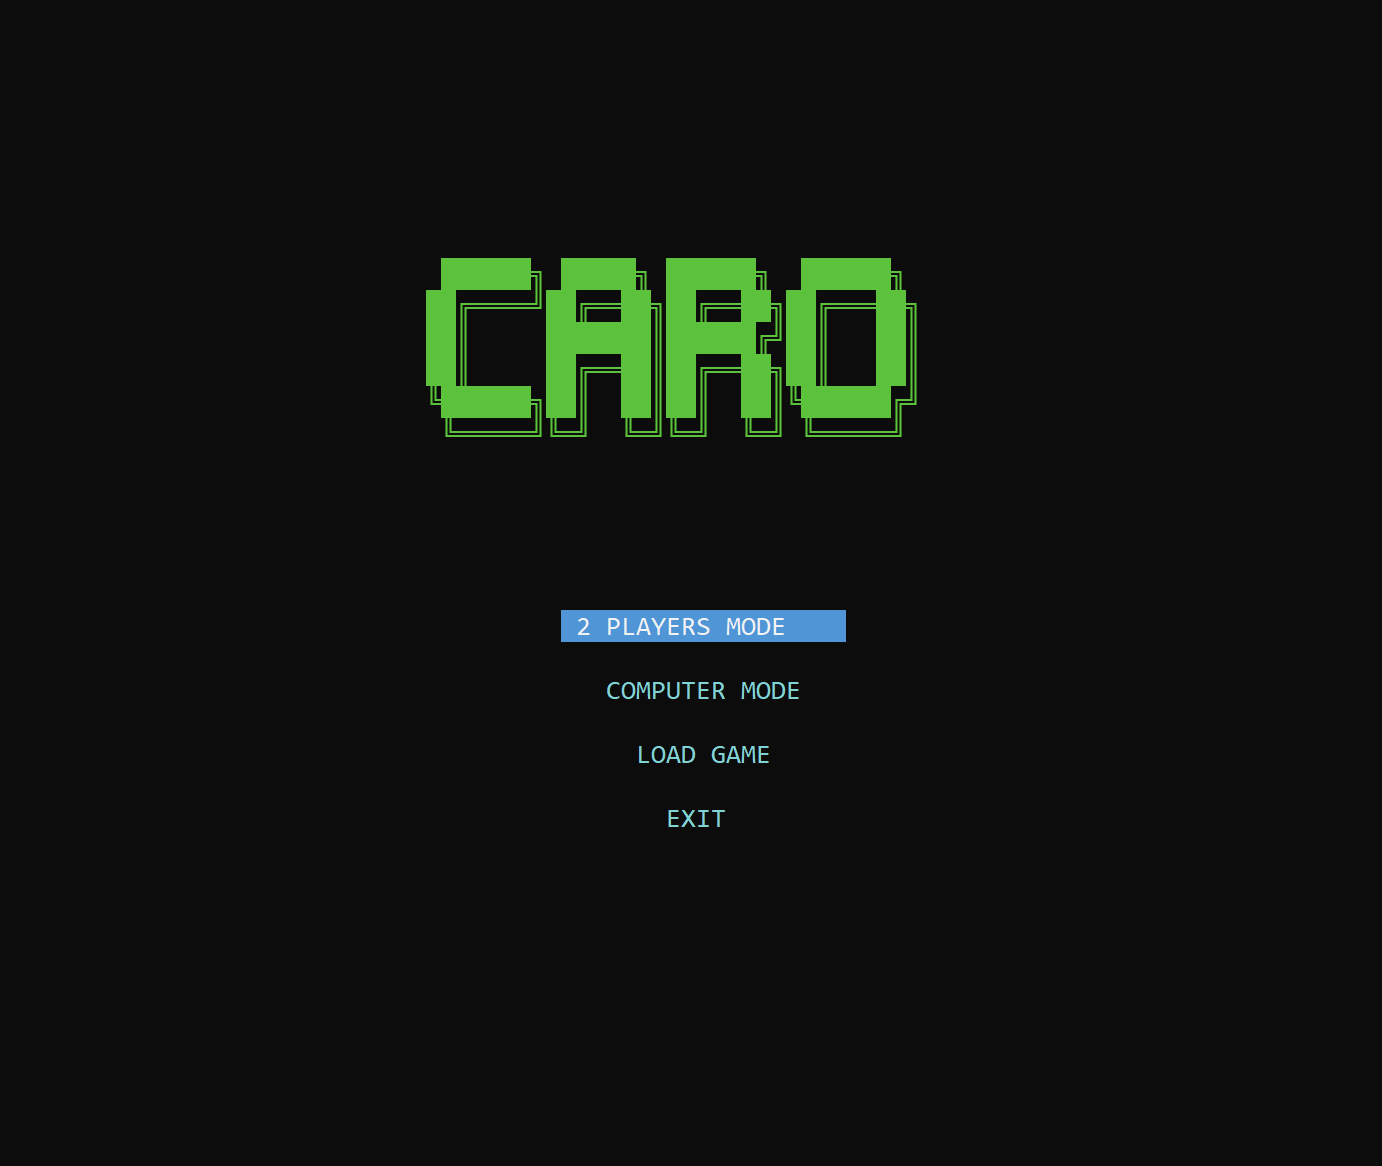 CARO
2 PLAYERS MODE
COMPUTER MODE
LOAD GAME
EXIT